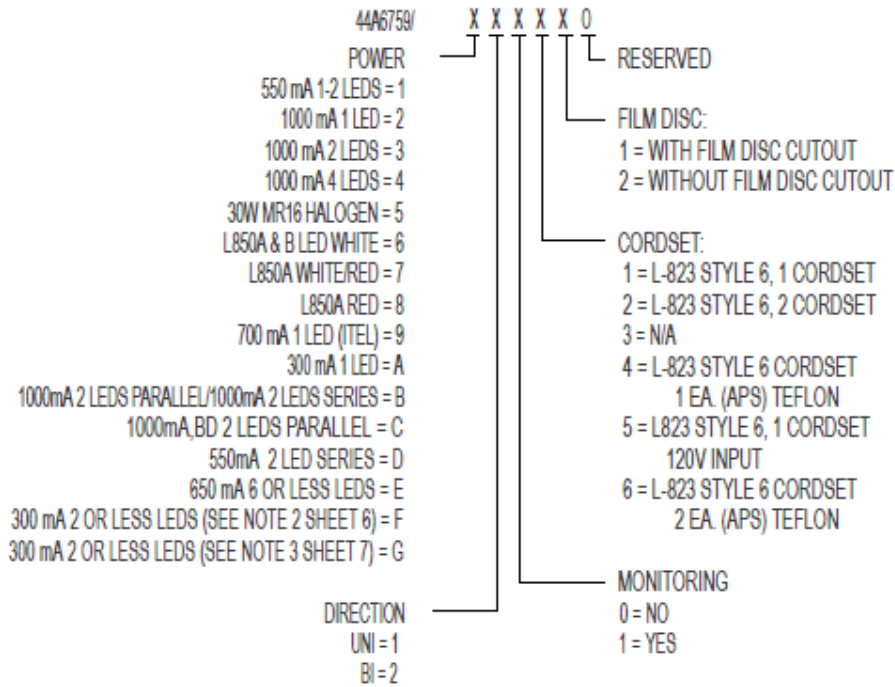 44A6759/ X X X X X 0
POWER
550 mA 1-2 LEDS = 1
1000 mA 1 LED = 2
1000 mA 2 LEDS = 3
1000 mA 4 LEDS = 4
30W MR16 HALOGEN = 5
L850A & B LED WHITE = 6
L850A WHITE/RED = 7
L850A RED = 8
700 mA 1 LED (ITEL) = 9
300 mA 1 LED = A
1000mA 2 LEDS PARALLEL/1000mA 2 LEDS SERIES = B
1000mA,BD 2 LEDS PARALLEL = C
550mA 2 LED SERIES = D
650 mA 6 OR LESS LEDS = E
300 mA 2 OR LESS LEDS (SEE NOTE 2 SHEET 6) = F
300 mA 2 OR LESS LEDS (SEE NOTE 3 SHEET 7) = G
DIRECTION
UNI = 1
BI = 2
RESERVED
FILM DISC:
1 = WITH FILM DISC CUTOUT
2 = WITHOUT FILM DISC CUTOUT
CORDSET:
1 = L-823 STYLE 6, 1 CORDSET
2 = L-823 STYLE 6, 2 CORDSET
3 = N/A
4 = L-823 STYLE 6 CORDSET
1 EA. (APS) TEFLON
5 = L823 STYLE 6, 1 CORDSET
120V INPUT
6 = L-823 STYLE 6 CORDSET
2 EA. (APS) TEFLON
MONITORING
0 = NO
1 = YES